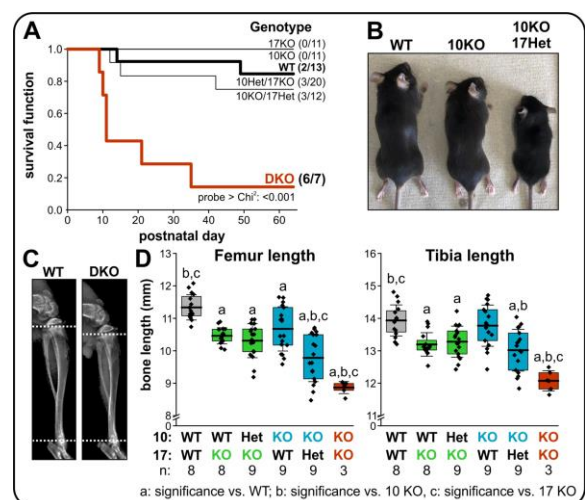 A
Genotype
17KO (0/11)
10KO (0/11)
WT (2/13)
10Het/17KO (3/20)
10KO/17Het (3/12)
DKO (6/7)
probe > Chi²: <0.001
survival function
1.0
0.8
0.6
0.4
0.2
0.0
0 10 20 30 40 50 60
postnatal day
B
WT 10KO 10KO
17Het
C
WT DKO
D
Femur length
bone length (mm)
13
12
11
10
9
8
0
b,c a a a a,b,c a,b,c
Tibia length
16
15
14
13
12
11
0
b,c a a a,b a,b,c
10: WT WT Het KO KO KO WT WT Het KO KO KO
17: WT KO KO WT Het KO WT KO KO WT Het KO
n: 8 8 9 9 9 3 8 8 9 9 9 3
a: significance vs. WT; b: significance vs. 10 KO, c: significance vs. 17 KO